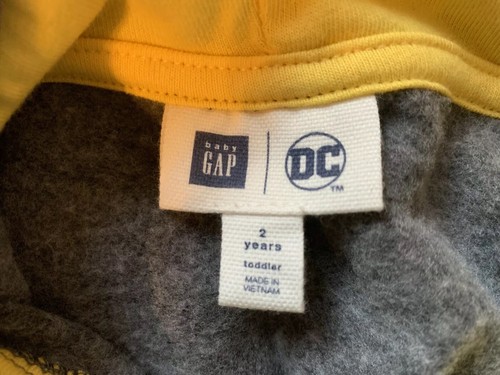 baby
GAP
DC
TM
2
years
toddler
MADE IN
VIETNAM